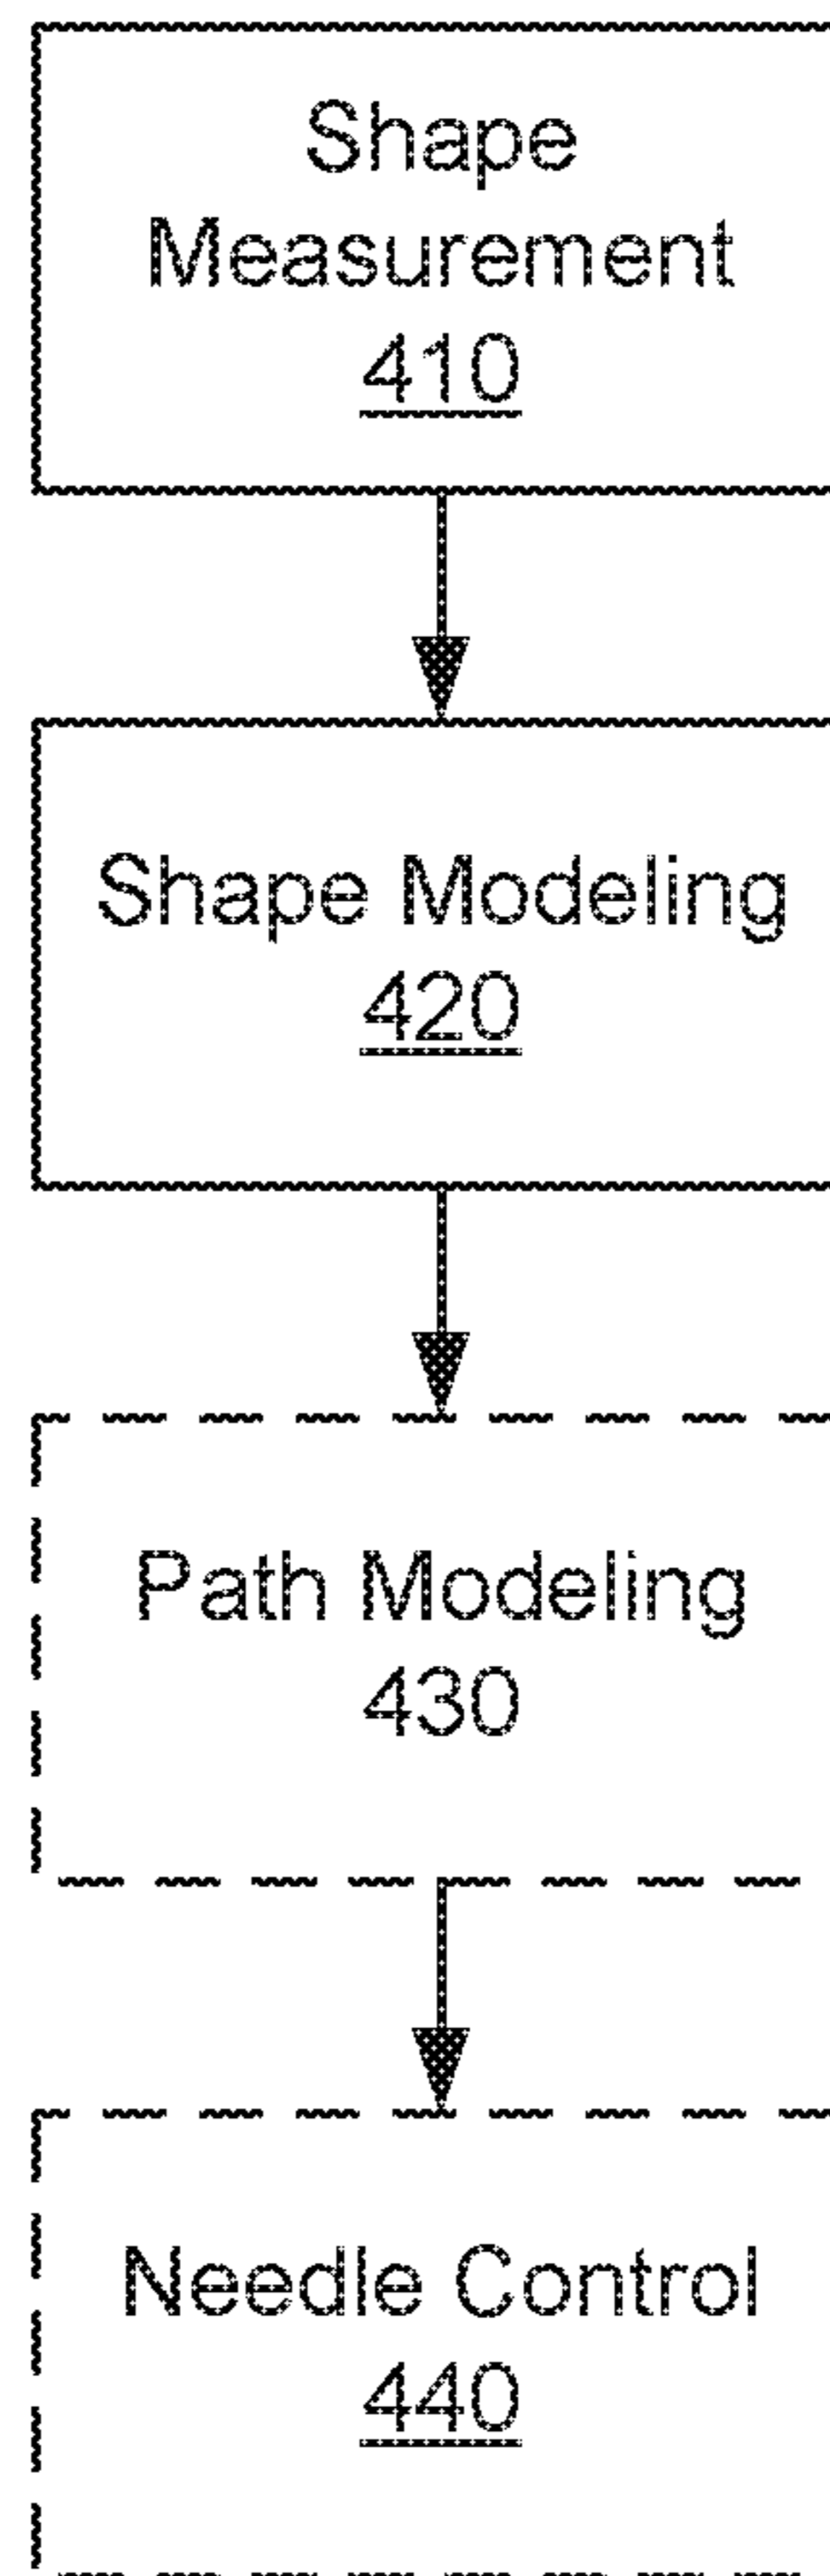 Shape
Measurement
410
Shape Modeling
420
Path Modeling
430
Needle Control
440